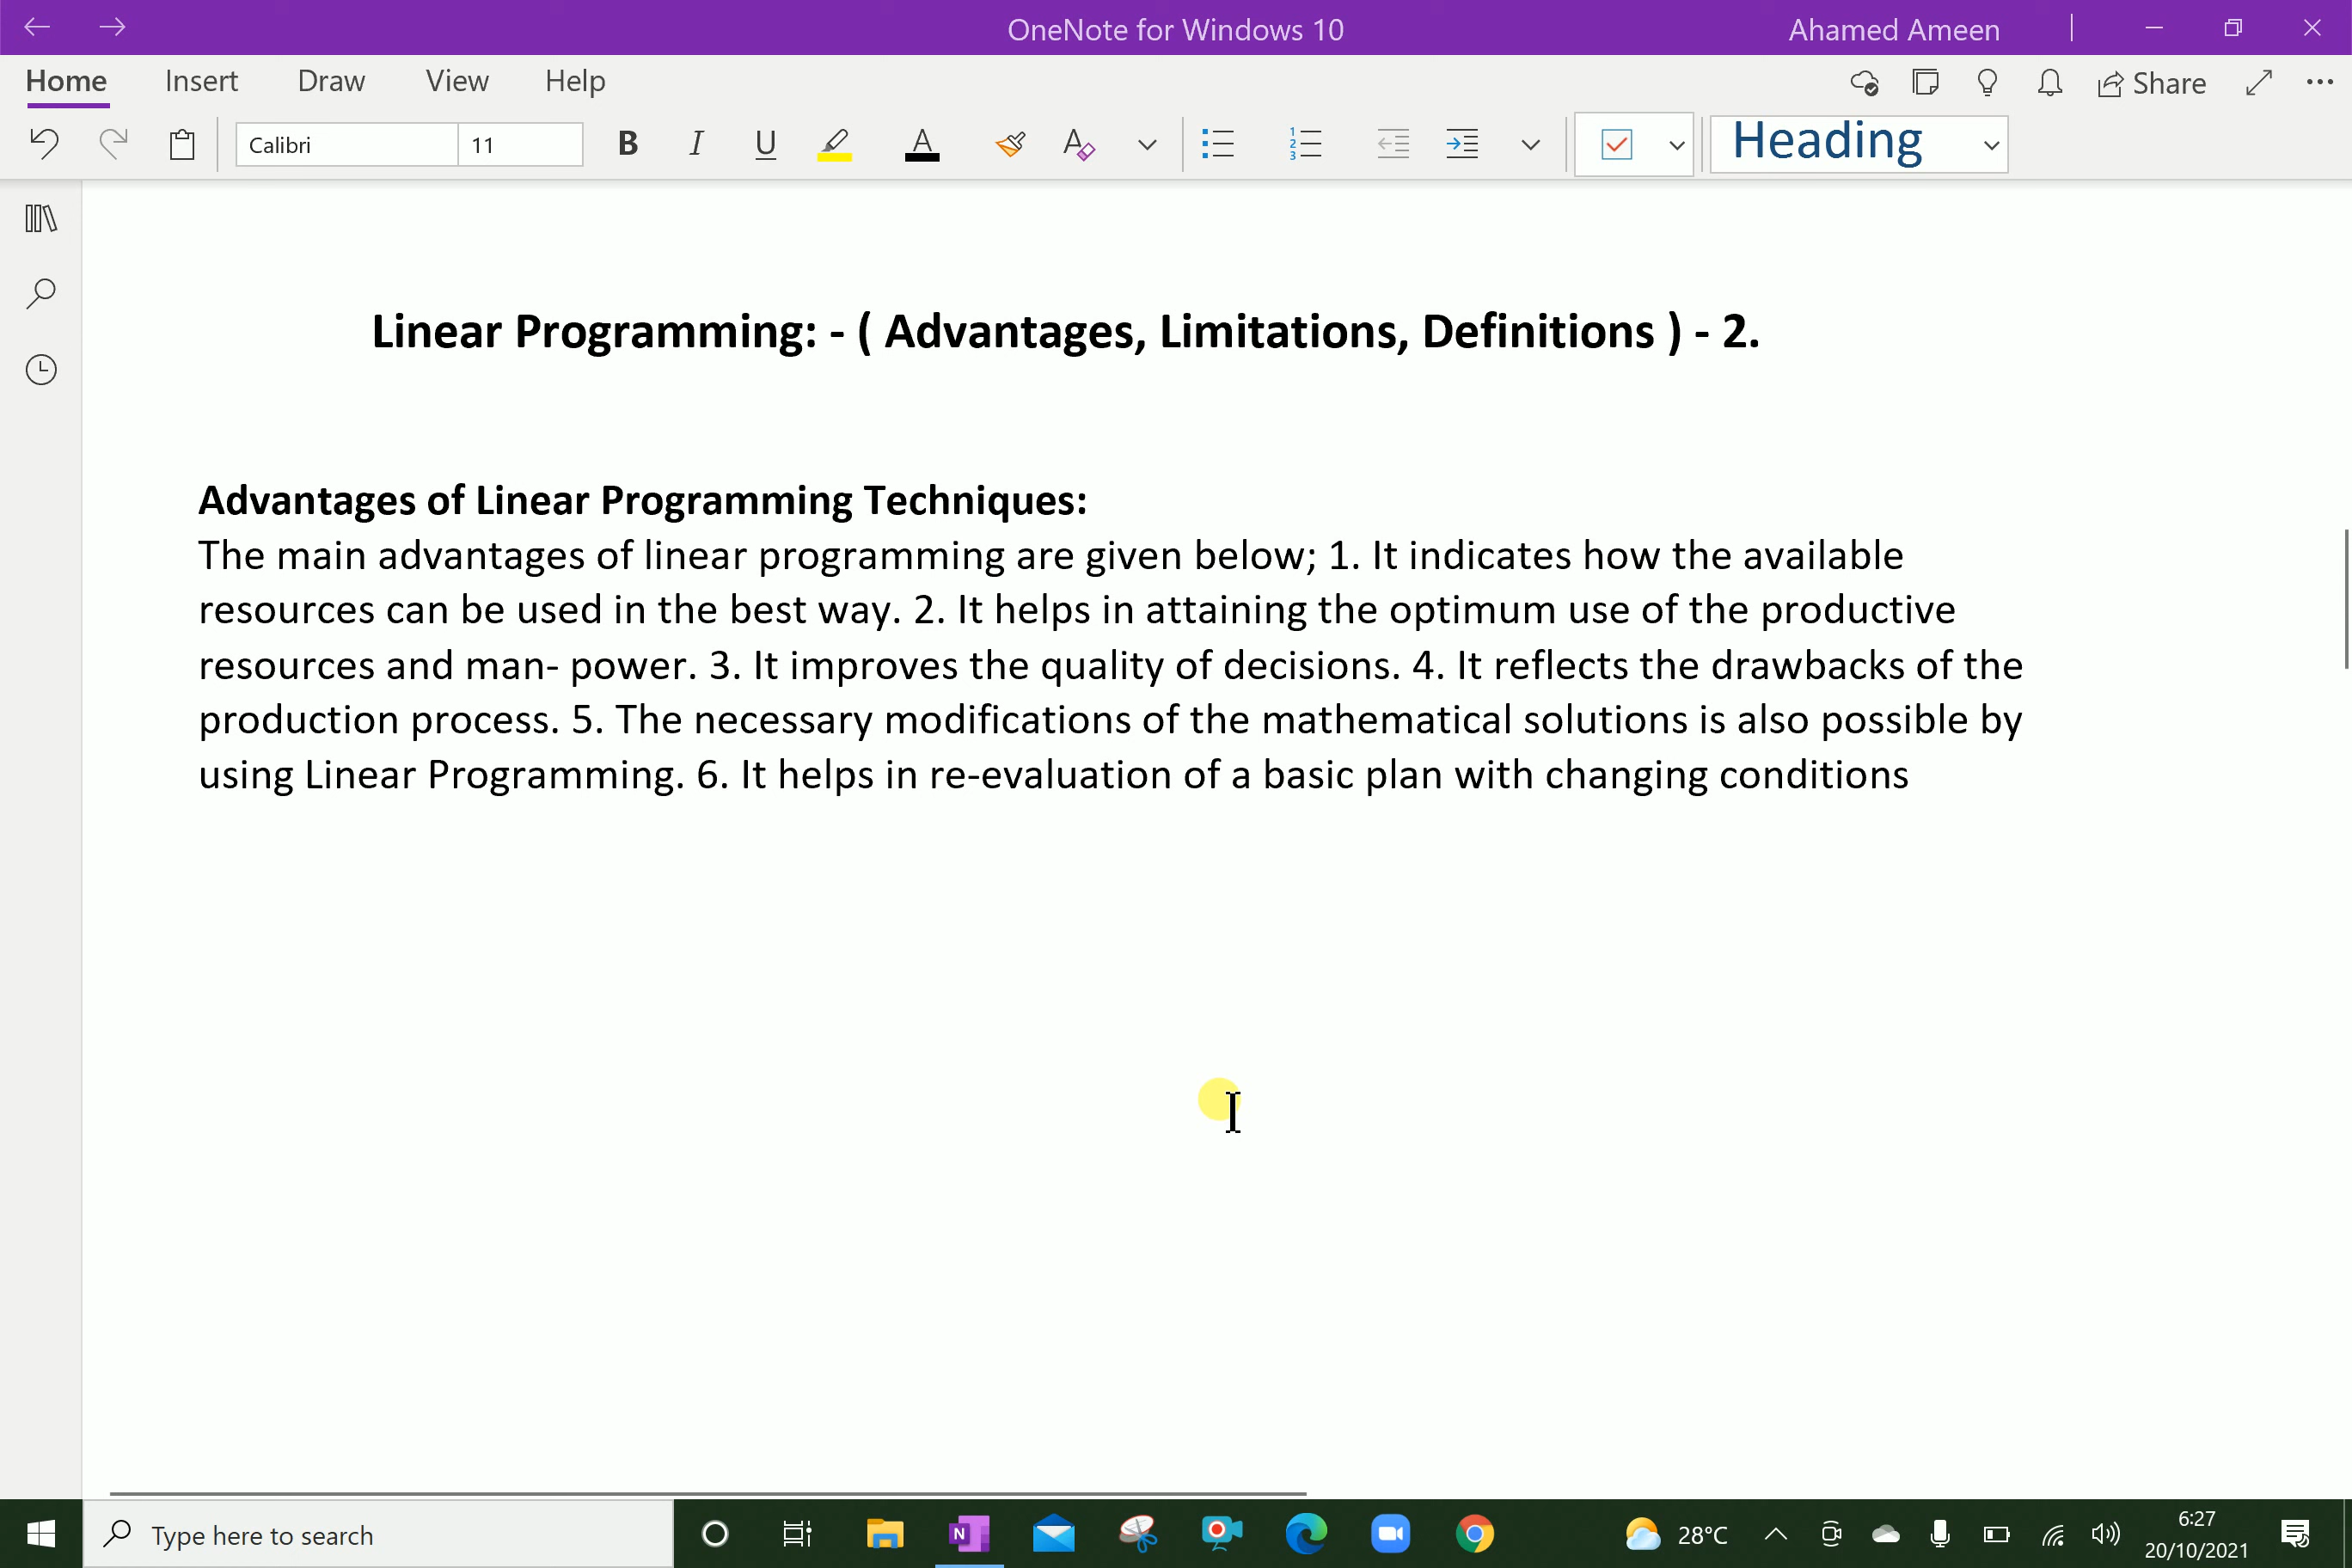 OneNote for Windows 10
Ahamed Ameen
Home Insert Draw View Help
Share
Calibri 11 B I U A A
Heading
Linear Programming: - ( Advantages, Limitations, Definitions ) - 2.
Advantages of Linear Programming Techniques:
The main advantages of linear programming are given below; 1. It indicates how the available
resources can be used in the best way. 2. It helps in attaining the optimum use of the productive
resources and man- power. 3. It improves the quality of decisions. 4. It reflects the drawbacks of the
production process. 5. The necessary modifications of the mathematical solutions is also possible by
using Linear Programming. 6. It helps in re-evaluation of a basic plan with changing conditions
Type here to search
28°C
6:27
20/10/2021